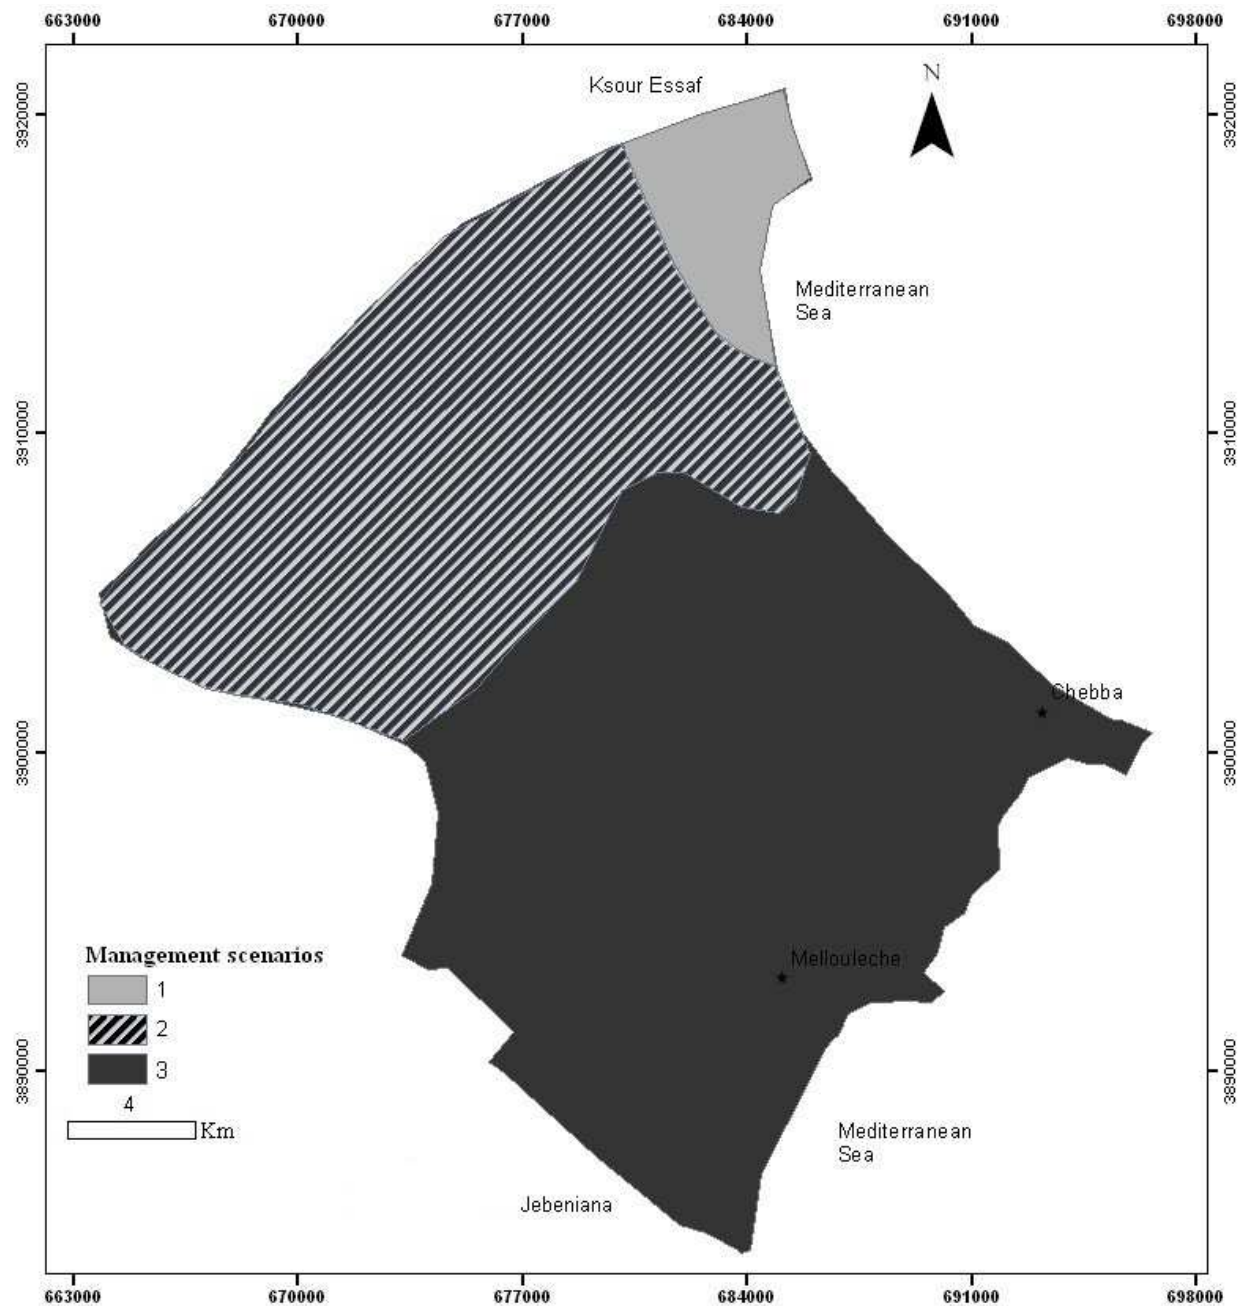 663000 670000 677000 684000 691000 698000
Ksour Essaf
N
3920000 3920000
Mediterranean
Sea
3910000 3910000
Chebba
3900000 3900000
Management scenarios
Mellouleche
1
2
3
3890000 3890000
4
Km
Mediterranean
Sea
Jebeniana
663000 670000 677000 684000 691000 698000